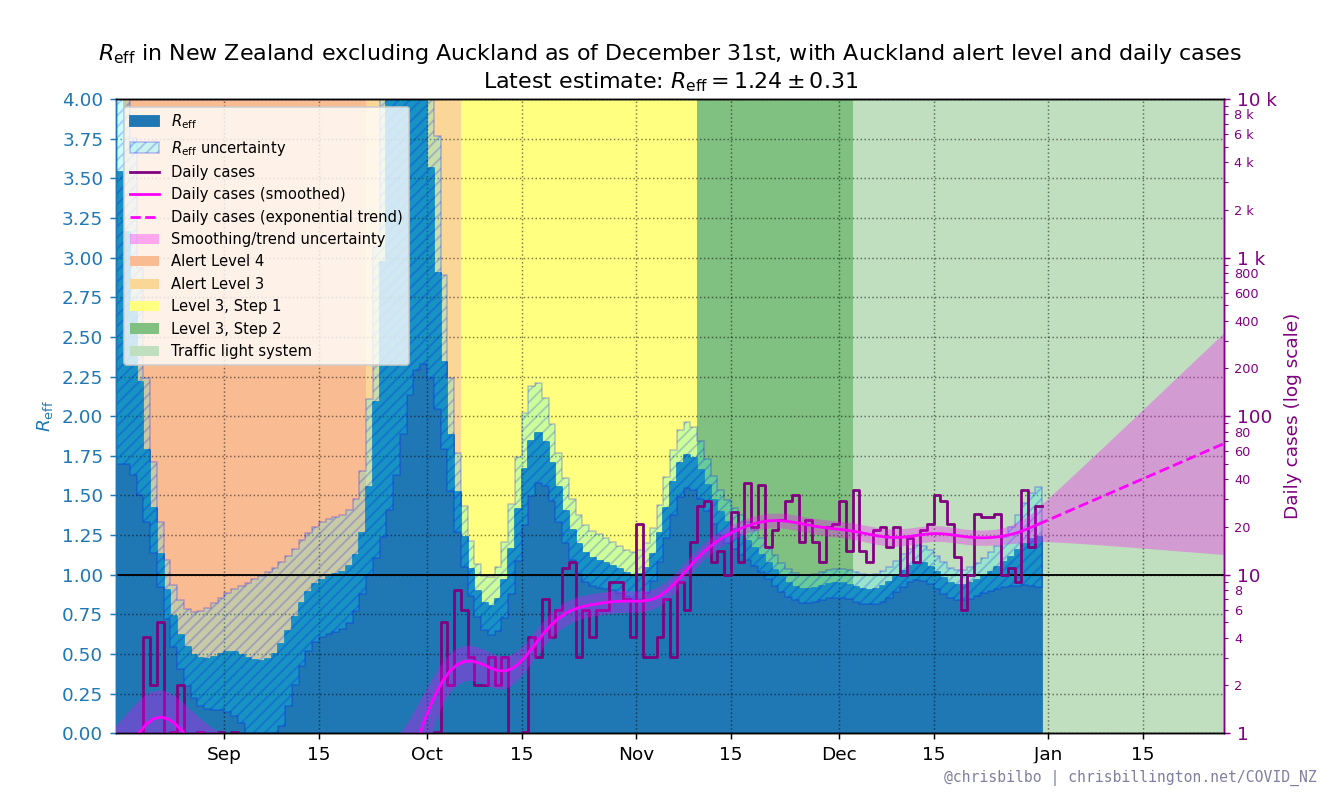 R_eff in New Zealand excluding Auckland as of December 31st, with Auckland alert level and daily cases
Latest estimate: R_eff = 1.24 ± 0.31
R_eff
R_eff uncertainty
Daily cases
Daily cases (smoothed)
Daily cases (exponential trend)
Smoothing/trend uncertainty
Alert Level 4
Alert Level 3
Level 3, Step 1
Level 3, Step 2
Traffic light system
R_eff
4.00
3.75
3.50
3.25
3.00
2.75
2.50
2.25
2.00
1.75
1.50
1.25
1.00
0.75
0.50
0.25
0.00
Sep 15 Oct 15 Nov 15 Dec 15 Jan 15
10 k
8 k
6 k
4 k
2 k
1 k
800
600
400
200
100
80
60
40
20
10
8
6
4
2
1
Daily cases (log scale)
@chrisbilbo | chrisbillington.net/COVID_NZ